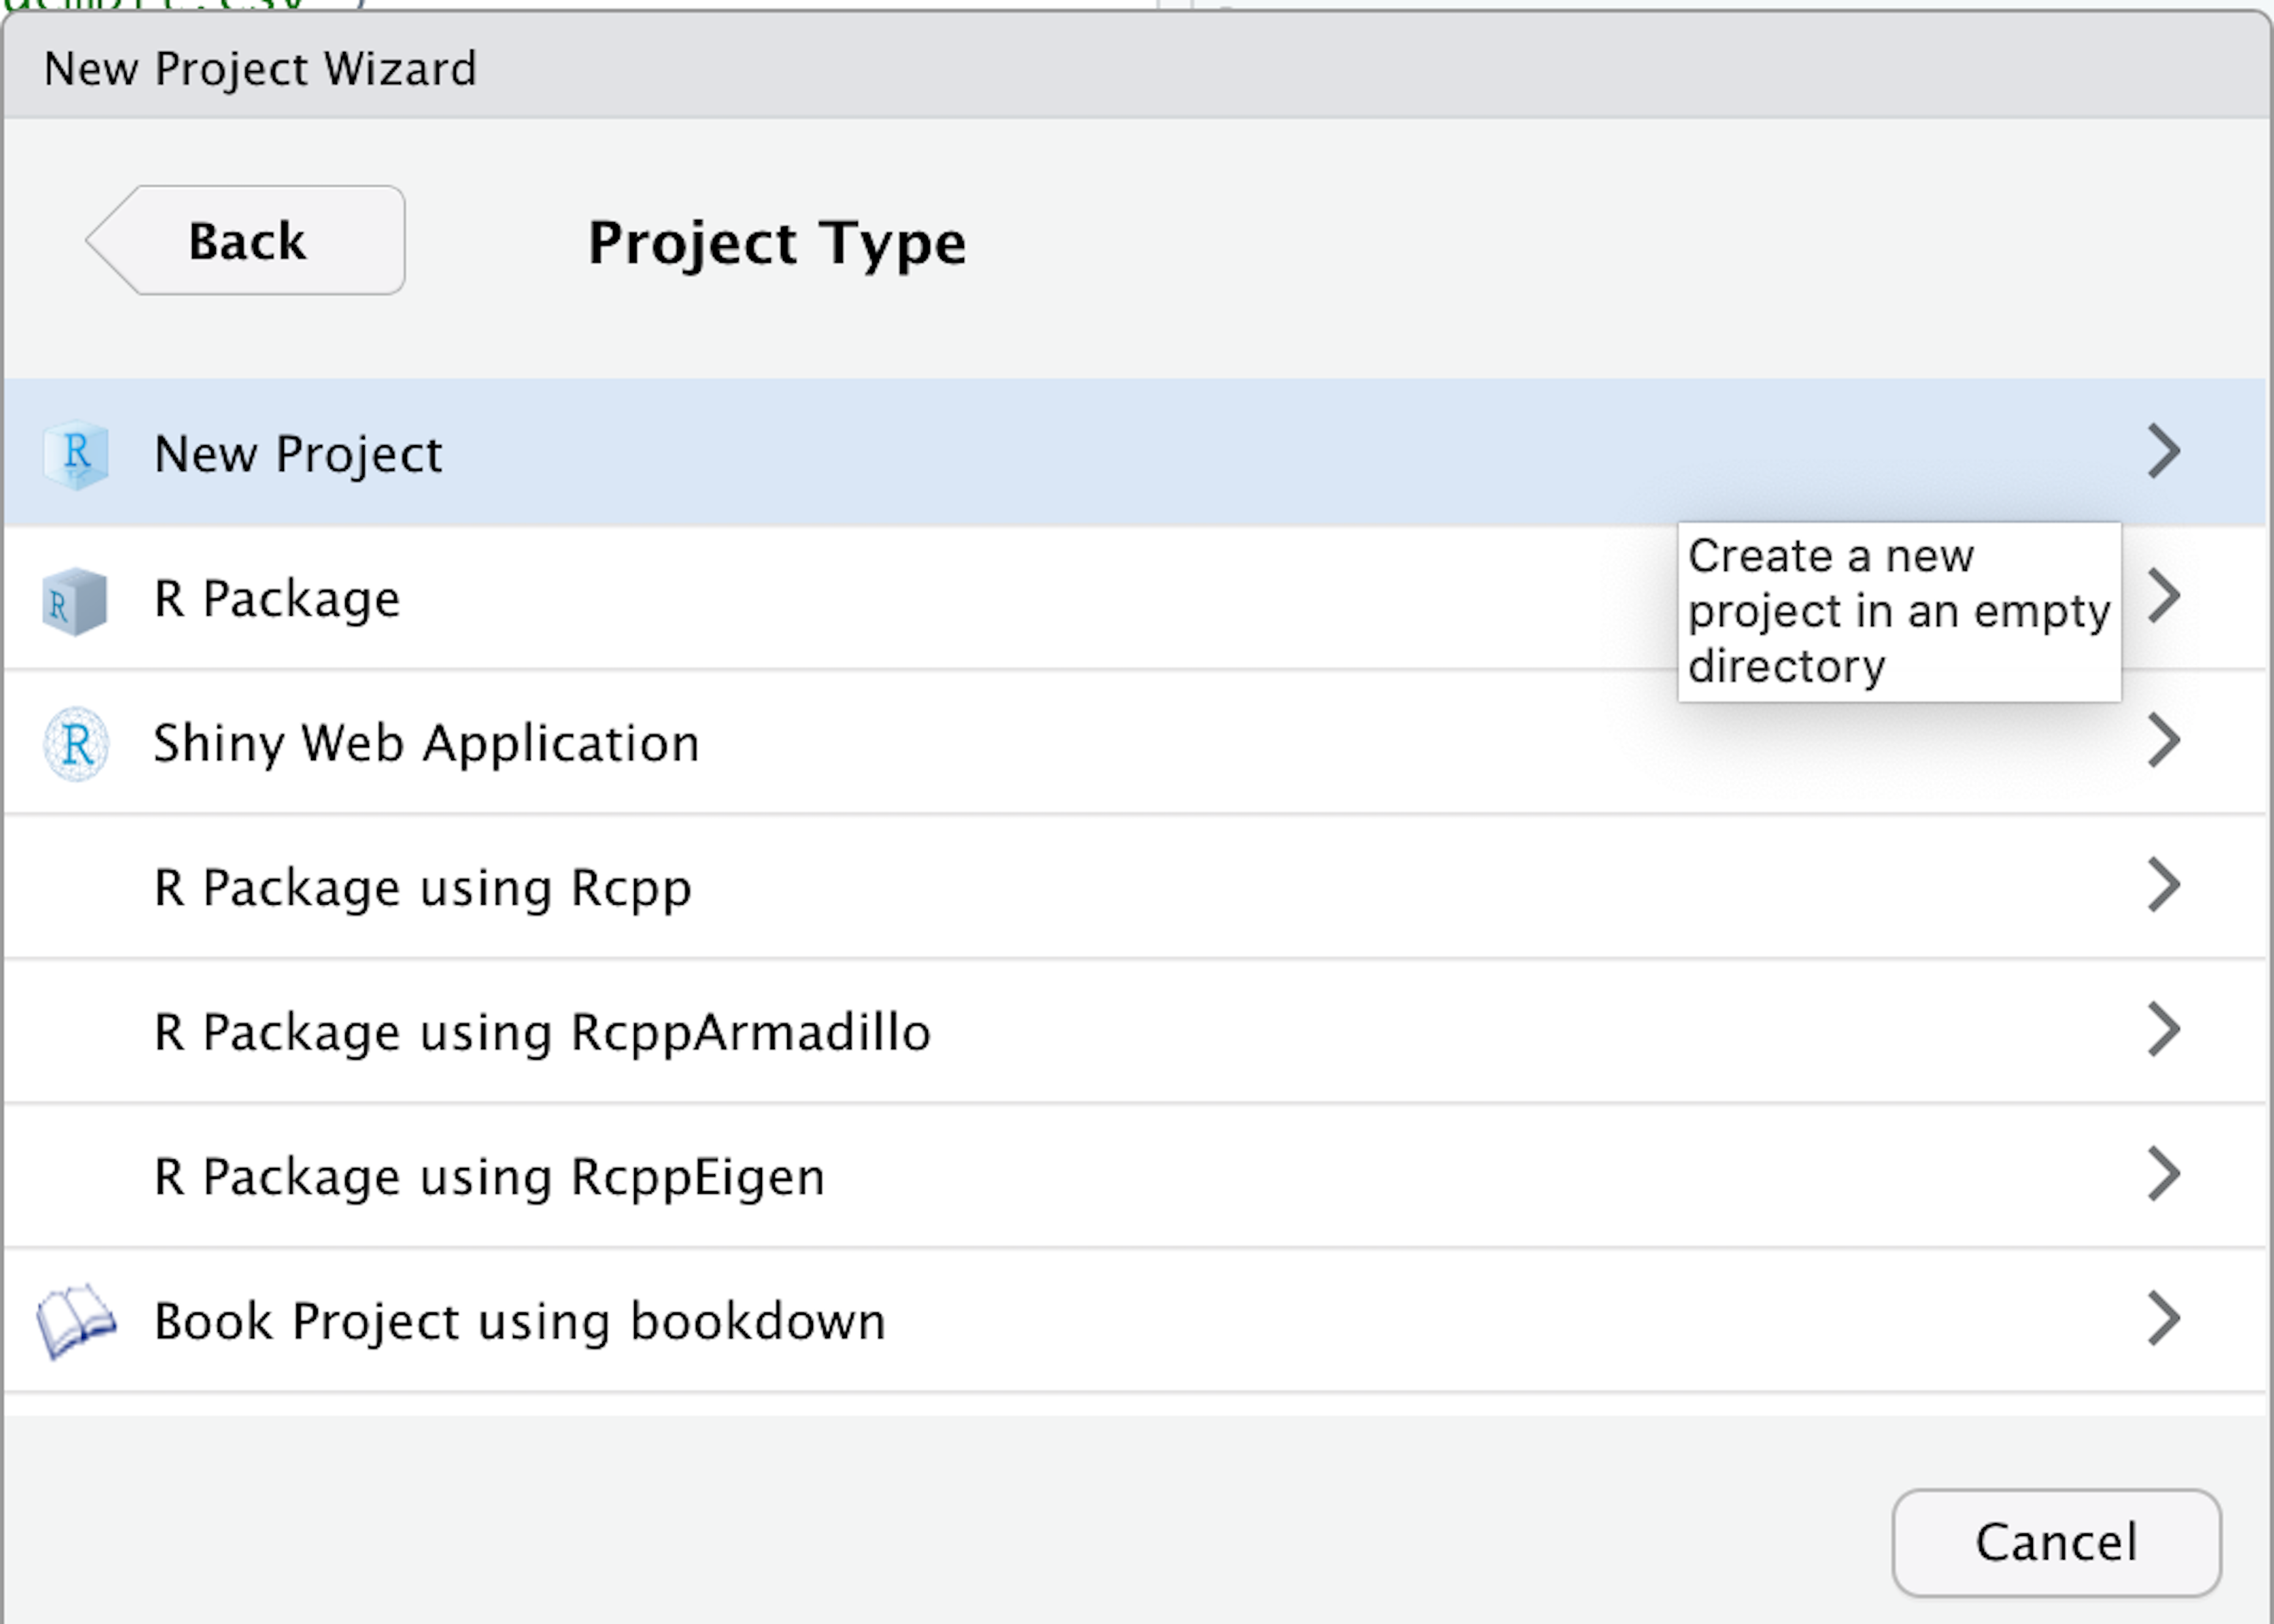 New Project Wizard
Back
Project Type
R
New Project
R
R Package
R
Shiny Web Application
R Package using Rcpp
R Package using RcppArmadillo
R Package using RcppEigen
Book Project using bookdown
Create a new
project in an empty
directory
Cancel